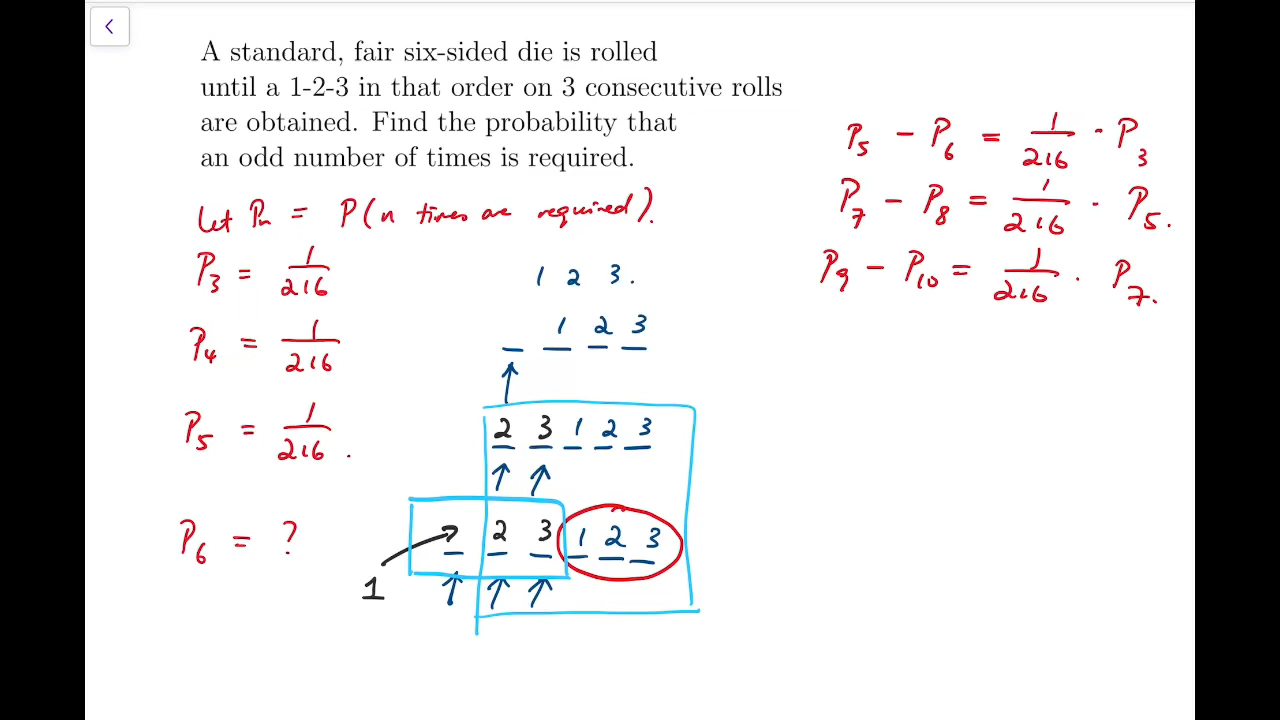 A standard, fair six-sided die is rolled
until a 1-2-3 in that order on 3 consecutive rolls
are obtained. Find the probability that
an odd number of times is required.
Let Pn = P(n times are required).
P3 = 1/216
1 2 3.
P4 = 1/216
_ 1 2 3
P5 = 1/216.
2 3 1 2 3
P6 = ?
? 2 3 1 2 3
1
P5 - P6 = 1/216 · P3
P7 - P8 = 1/216 · P5.
P9 - P10 = 1/216 · P7.